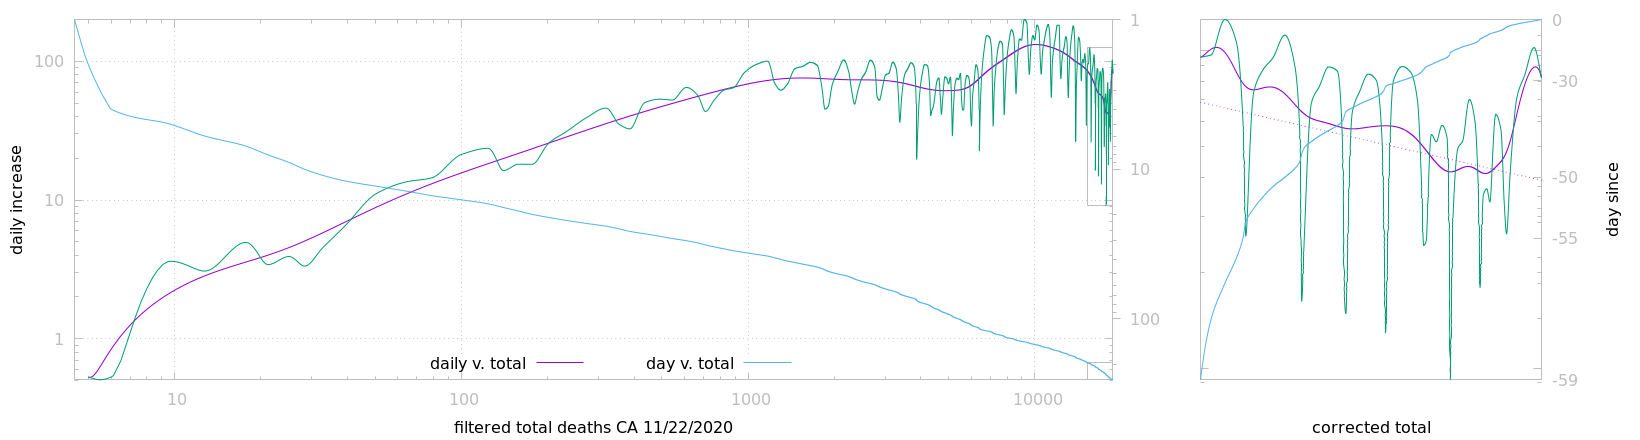 100
10
1
daily increase
daily v. total
day v. total
10
100
1000
10000
filtered total deaths CA 11/22/2020
1
10
100
0
-30
-50
-55
-59
day since
corrected total